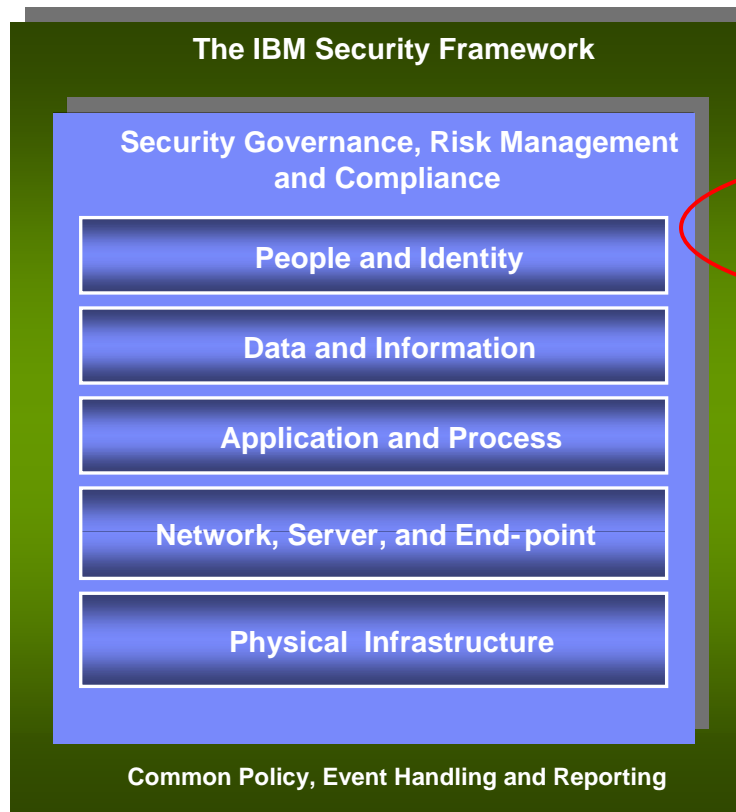 The IBM Security Framework
Security Governance, Risk Management
and Compliance
People and Identity
Data and Information
Application and Process
Network, Server, and End-point
Physical Infrastructure
Common Policy, Event Handling and Reporting